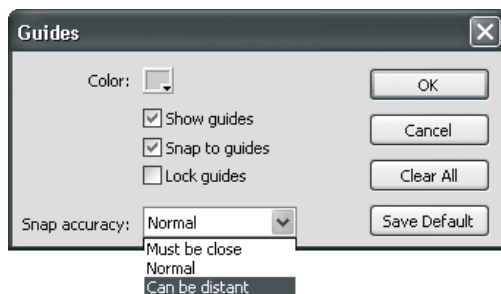 Guides
Color:
OK
Show guides
Cancel
Snap to guides
Lock guides
Clear All
Snap accuracy: Normal
Save Default
Must be close
Normal
Can be distant